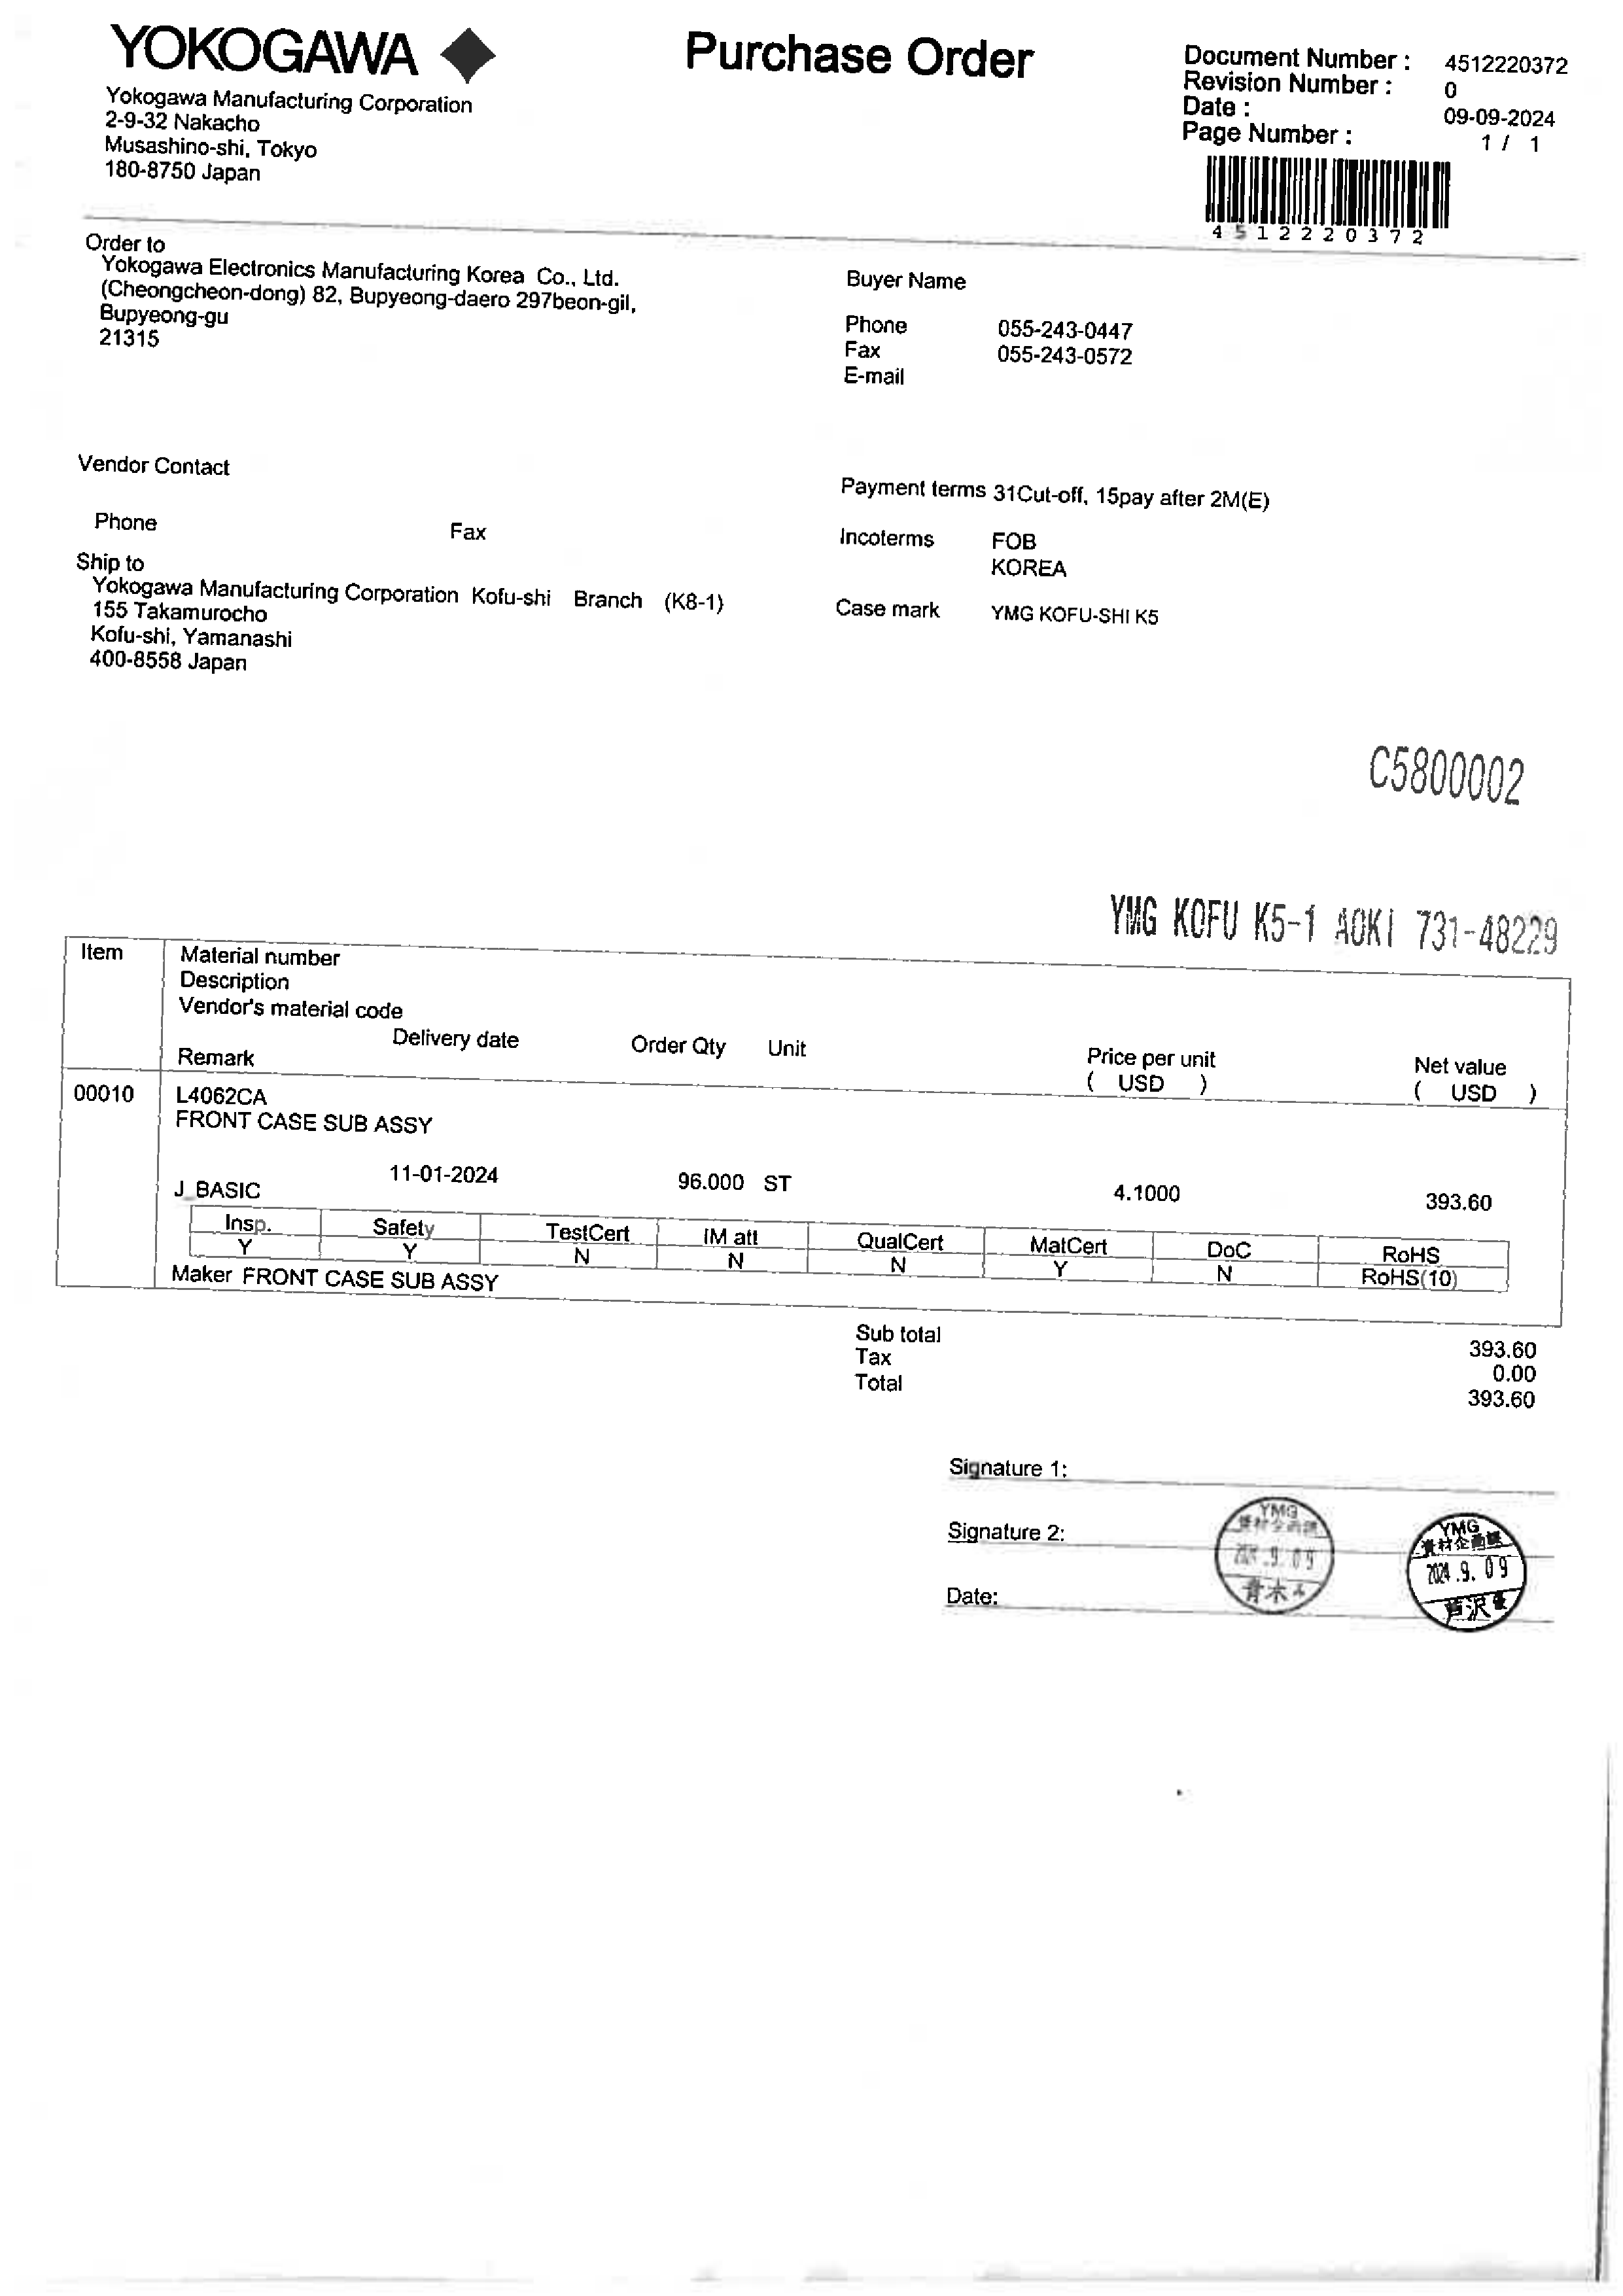 YOKOGAWA
Purchase Order
Yokogawa Manufacturing Corporation
2-9-32 Nakacho
Musashino-shi, Tokyo
180-8750 Japan
Document Number : 4512220372
Revision Number : 0
Date : 09-09-2024
Page Number : 1 / 1
4512220372
Order to
Yokogawa Electronics Manufacturing Korea Co., Ltd.
(Cheongcheon-dong) 82, Bupyeong-daero 297beon-gil,
Bupyeong-gu
21315
Buyer Name
Phone 055-243-0447
Fax 055-243-0572
E-mail
Vendor Contact
Phone Fax
Payment terms 31Cut-off, 15pay after 2M(E)
Incoterms FOB
KOREA
Case mark YMG KOFU-SHI K5
Ship to
Yokogawa Manufacturing Corporation Kofu-shi Branch (K8-1)
155 Takamurocho
Kofu-shi, Yamanashi
400-8558 Japan
C5800002
YMG KOFU K5-1 AOKI 731-48229
Item Material number
Description
Vendor's material code
Delivery date Order Qty Unit Price per unit Net value
Remark ( USD ) ( USD )
00010 L4062CA
FRONT CASE SUB ASSY
11-01-2024 96.000 ST 4.1000 393.60
J_BASIC
Insp. Safety TestCert IM att QualCert MatCert DoC RoHS
Y Y N N N Y N RoHS(10)
Maker FRONT CASE SUB ASSY
Sub total 393.60
Tax 0.00
Total 393.60
Signature 1:
Signature 2:
Date:
YMG
資材企画課
9.09
青木
YMG
資材企画課
2024.9.09
芦沢